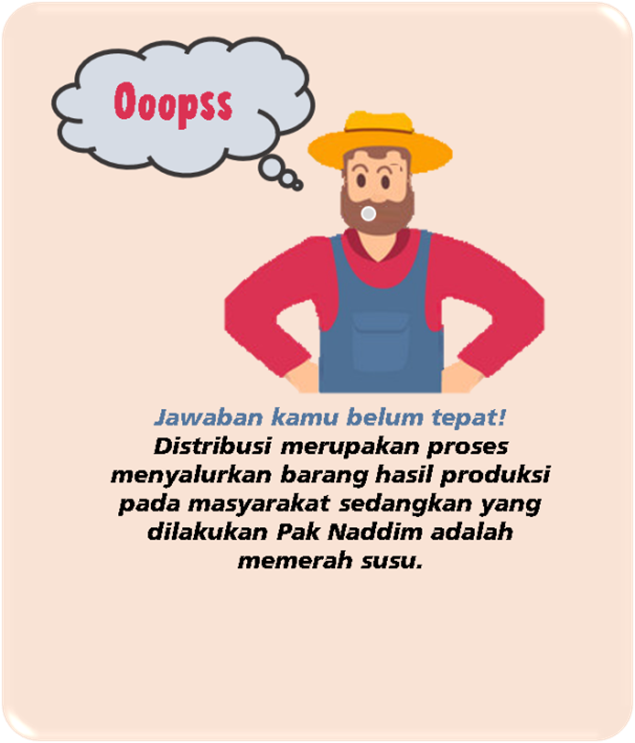 Ooopss
Jawaban kamu belum tepat!
Distribusi merupakan proses
menyalurkan barang hasil produksi
pada masyarakat sedangkan yang
dilakukan Pak Naddim adalah
memerah susu.